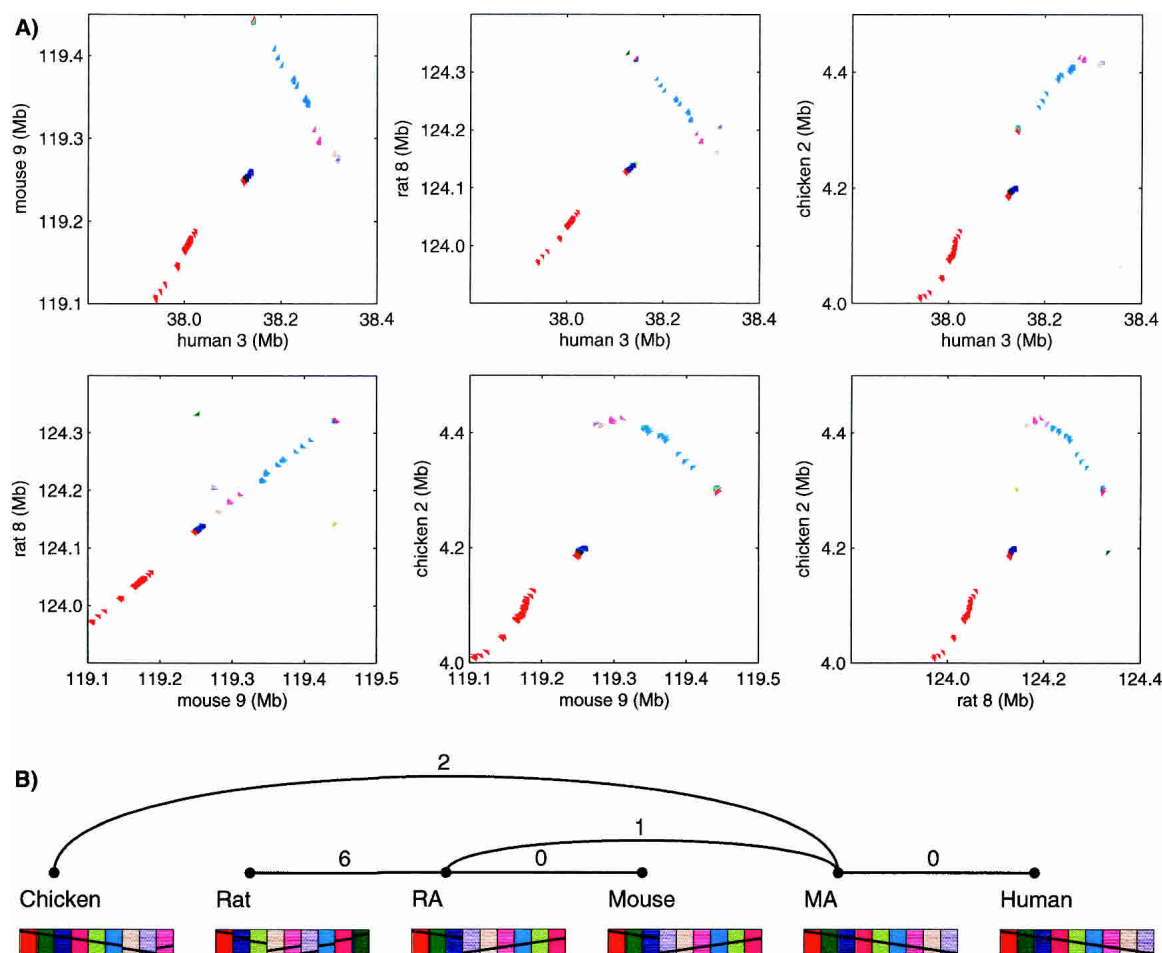 A)
119.4
119.3
119.2
119.1
mouse 9 (Mb)
38.0 38.2 38.4
human 3 (Mb)
124.3
124.2
124.1
124.0
rat 8 (Mb)
38.0 38.2 38.4
human 3 (Mb)
4.4
4.2
4.0
chicken 2 (Mb)
38.0 38.2 38.4
human 3 (Mb)
124.3
124.2
124.1
124.0
rat 8 (Mb)
119.1 119.2 119.3 119.4 119.5
mouse 9 (Mb)
4.4
4.2
4.0
chicken 2 (Mb)
119.1 119.2 119.3 119.4 119.5
mouse 9 (Mb)
4.4
4.2
4.0
chicken 2 (Mb)
124.0 124.2 124.4
rat 8 (Mb)
B)
2
1
6 0 0
Chicken Rat RA Mouse MA Human